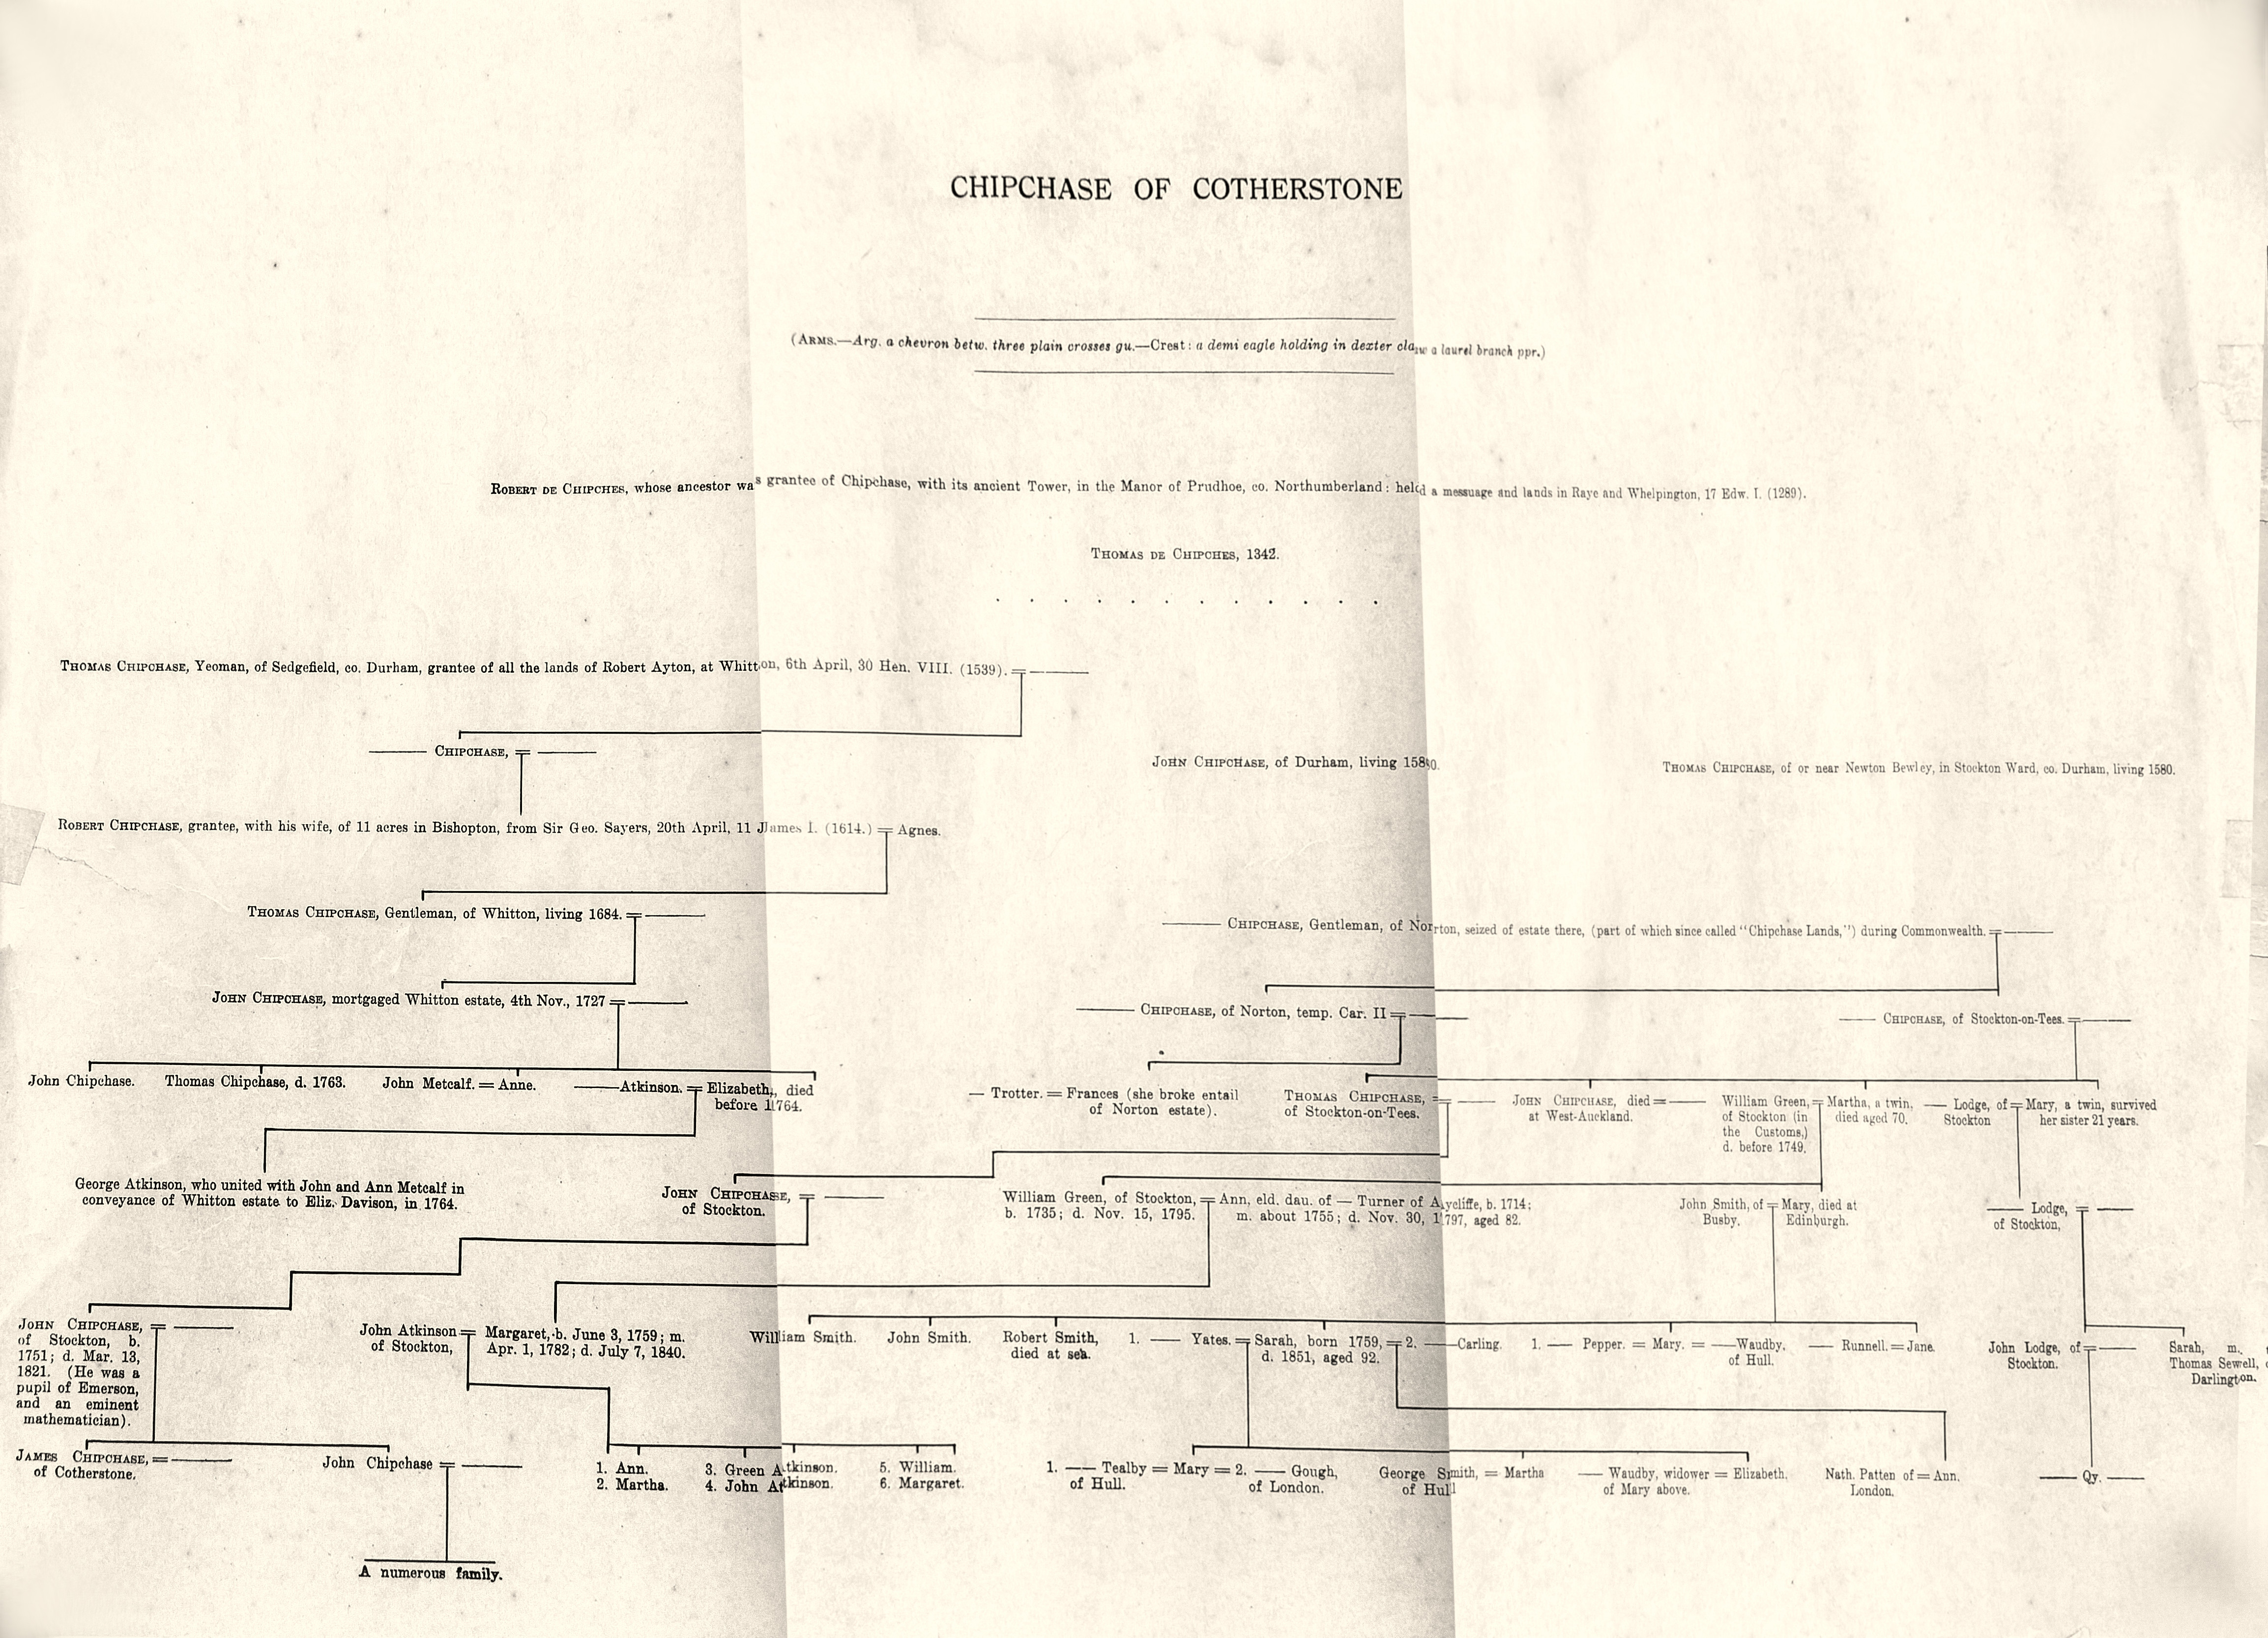 CHIPCHASE OF COTHERSTONE
(ARMS.—Arg. a chevron betw. three plain crosses gu.—Crest: a demi eagle holding in dexter claw a laurel branch ppr.)
ROBERT DE CHIPCHES, whose ancestor was grantee of Chipchase, with its ancient Tower, in the Manor of Prudhoe, co. Northumberland: held a messuage and lands in Raye and Whelpington, 17 Edw. I. (1289).
THOMAS DE CHIPCHES, 1342.
. . . . . . . . . . . .
THOMAS CHIPCHASE, Yeoman, of Sedgefield, co. Durham, grantee of all the lands of Robert Ayton, at Whitton, 6th April, 30 Hen. VIII. (1539). = ——
—— CHIPCHASE, = ——
JOHN CHIPCHASE, of Durham, living 1580.
THOMAS CHIPCHASE, of or near Newton Bewley, in Stockton Ward, co. Durham, living 1580.
ROBERT CHIPCHASE, grantee, with his wife, of 11 acres in Bishopton, from Sir Geo. Sayers, 20th April, 11 James I. (1614.) = Agnes.
THOMAS CHIPCHASE, Gentleman, of Whitton, living 1684. = ——
—— CHIPCHASE, Gentleman, of Norton, seized of estate there, (part of which since called "Chipchase Lands,") during Commonwealth. = ——
JOHN CHIPCHASE, mortgaged Whitton estate, 4th Nov., 1727 = ——
—— CHIPCHASE, of Norton, temp. Car. II = ——
—— CHIPCHASE, of Stockton-on-Tees. = ——
John Chipchase.
Thomas Chipchase, d. 1763.
John Metcalf. = Anne.
——Atkinson. = Elizabeth, died
before 1764.
— Trotter. = Frances (she broke entail
of Norton estate).
THOMAS CHIPCHASE, = ——
of Stockton-on-Tees.
JOHN CHIPCHASE, died = ——
at West-Auckland.
William Green, = Martha, a twin,
of Stockton (in died aged 70.
the Customs,)
d. before 1749.
— Lodge, of = Mary, a twin, survived
Stockton her sister 21 years.
George Atkinson, who united with John and Ann Metcalf in
conveyance of Whitton estate to Eliz. Davison, in 1764.
JOHN CHIPCHASE, = ——
of Stockton.
William Green, of Stockton, = Ann, eld. dau. of — Turner of Aycliffe, b. 1714;
b. 1735; d. Nov. 15, 1795. m. about 1755; d. Nov. 30, 1797, aged 82.
John Smith, of = Mary, died at
Busby. Edinburgh.
—— Lodge, = ——
of Stockton,
JOHN CHIPCHASE, = ——
of Stockton, b.
1751; d. Mar. 13,
1821. (He was a
pupil of Emerson,
and an eminent
mathematician).
John Atkinson = Margaret, b. June 3, 1759; m.
of Stockton, Apr. 1, 1782; d. July 7, 1840.
William Smith.
John Smith.
Robert Smith,
died at sea.
1. —— Yates. = Sarah, born 1759, = 2. ——Carling.
d. 1851, aged 92.
1. —— Pepper. = Mary. = ——Waudby.
of Hull.
—— Runnell. = Jane.
John Lodge, of = ——
Stockton.
Sarah, m.
Thomas Sewell,
Darlington.
JAMES CHIPCHASE, = ——
of Cotherstone.
John Chipchase = ——
1. Ann. 3. Green Atkinson. 5. William.
2. Martha. 4. John Atkinson. 6. Margaret.
1. —— Tealby = Mary = 2. —— Gough,
of Hull. of London.
George Smith, = Martha
of Hull
—— Waudby, widower = Elizabeth.
of Mary above.
Nath. Patten of = Ann.
London.
—— Qy. ——
A numerous family.